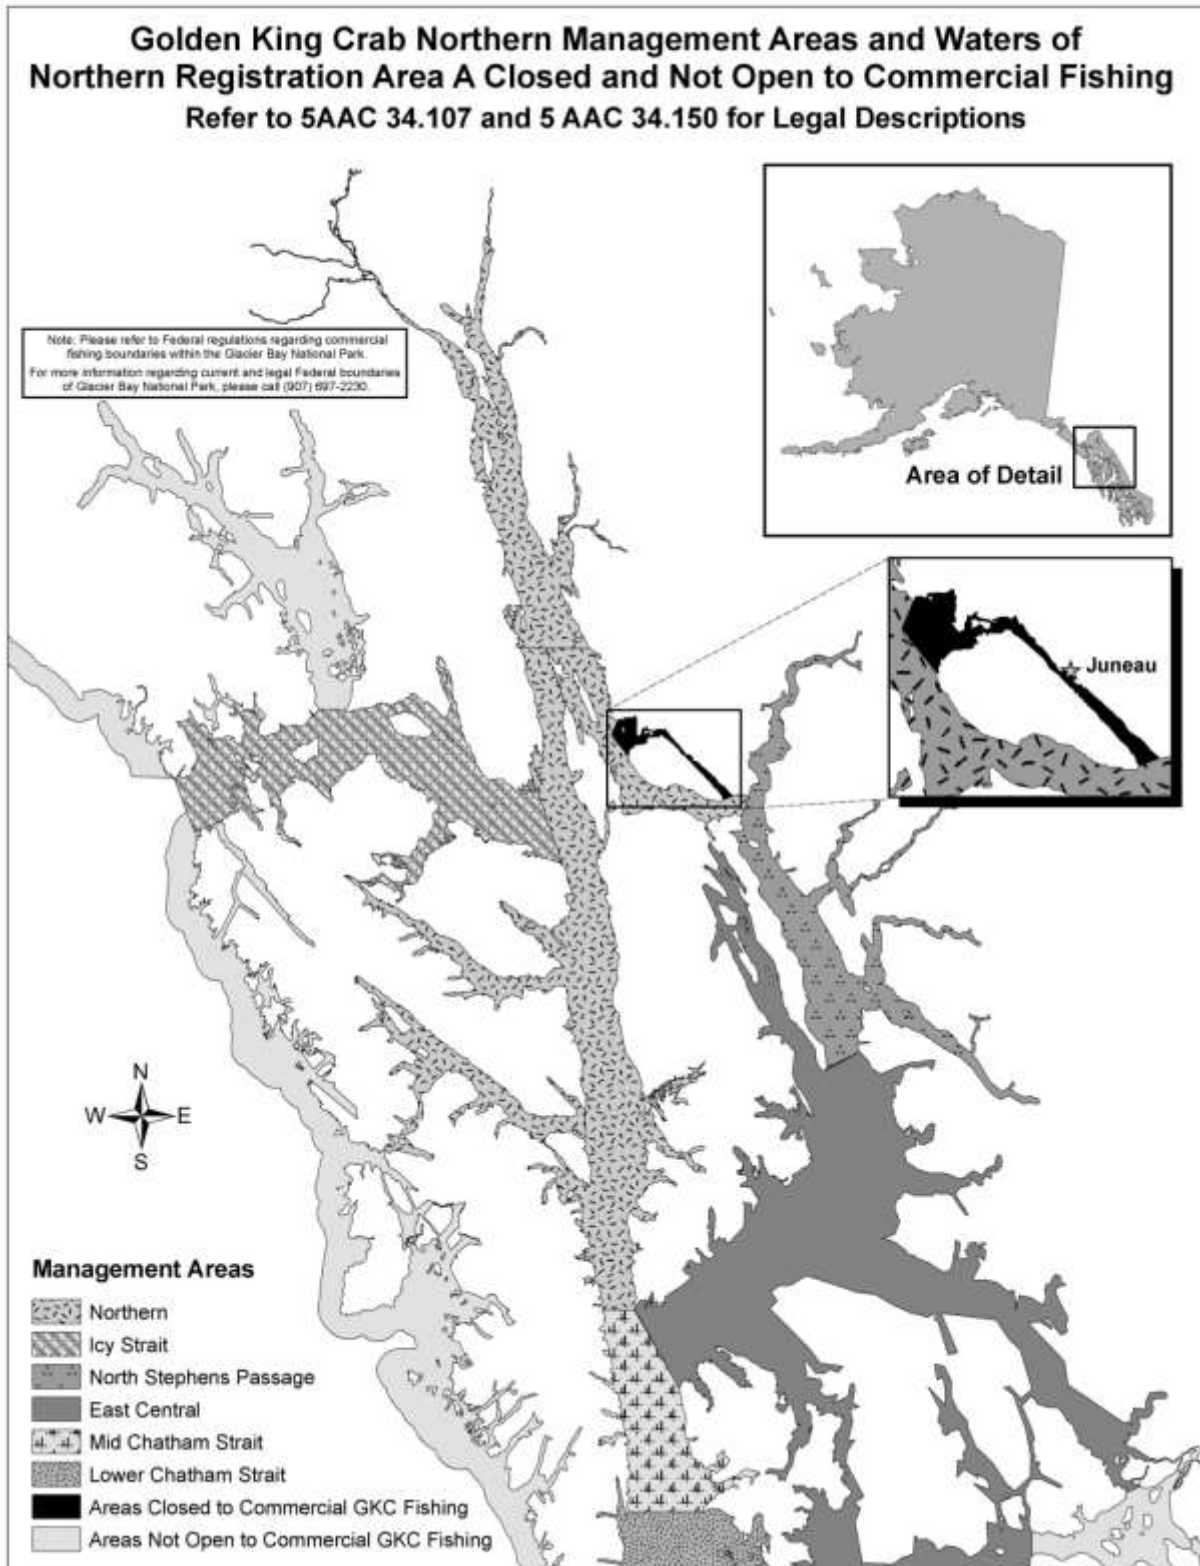 Golden King Crab Northern Management Areas and Waters of
Northern Registration Area A Closed and Not Open to Commercial Fishing
Refer to 5AAC 34.107 and 5 AAC 34.150 for Legal Descriptions
Note: Please refer to Federal regulations regarding commercial
fishing boundaries within the Glacier Bay National Park.
For more information regarding current and legal Federal boundaries
of Glacier Bay National Park, please call (907) 697-2230.
Area of Detail
Juneau
N
W E
S
Management Areas
Northern
Icy Strait
North Stephens Passage
East Central
Mid Chatham Strait
Lower Chatham Strait
Areas Closed to Commercial GKC Fishing
Areas Not Open to Commercial GKC Fishing